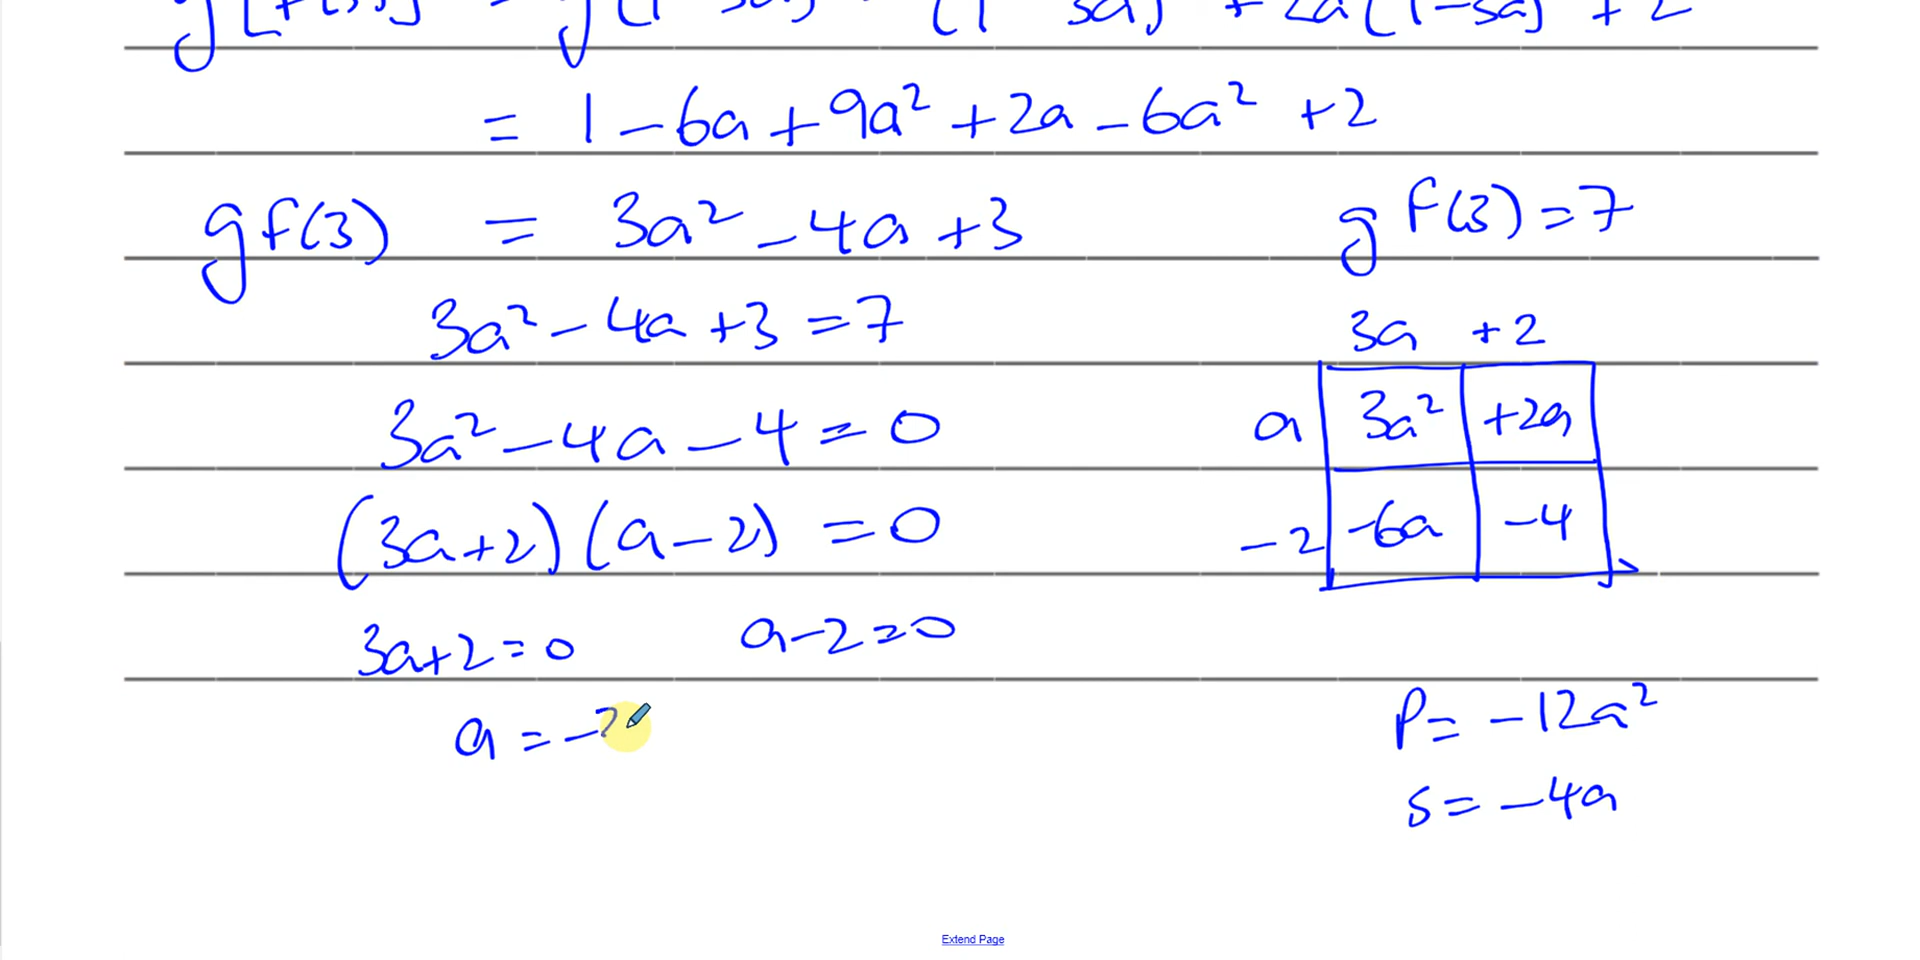 = 1 - 6a + 9a² + 2a - 6a² + 2
gf(3) = 3a² - 4a + 3
gf(3) = 7
3a² - 4a + 3 = 7
3a² - 4a - 4 = 0
(3a+2)(a-2) = 0
3a +2
a 3a² +2a
-2 -6a -4
3a+2=0 a-2=0
a = -2
P = -12a²
S = -4a
Extend Page